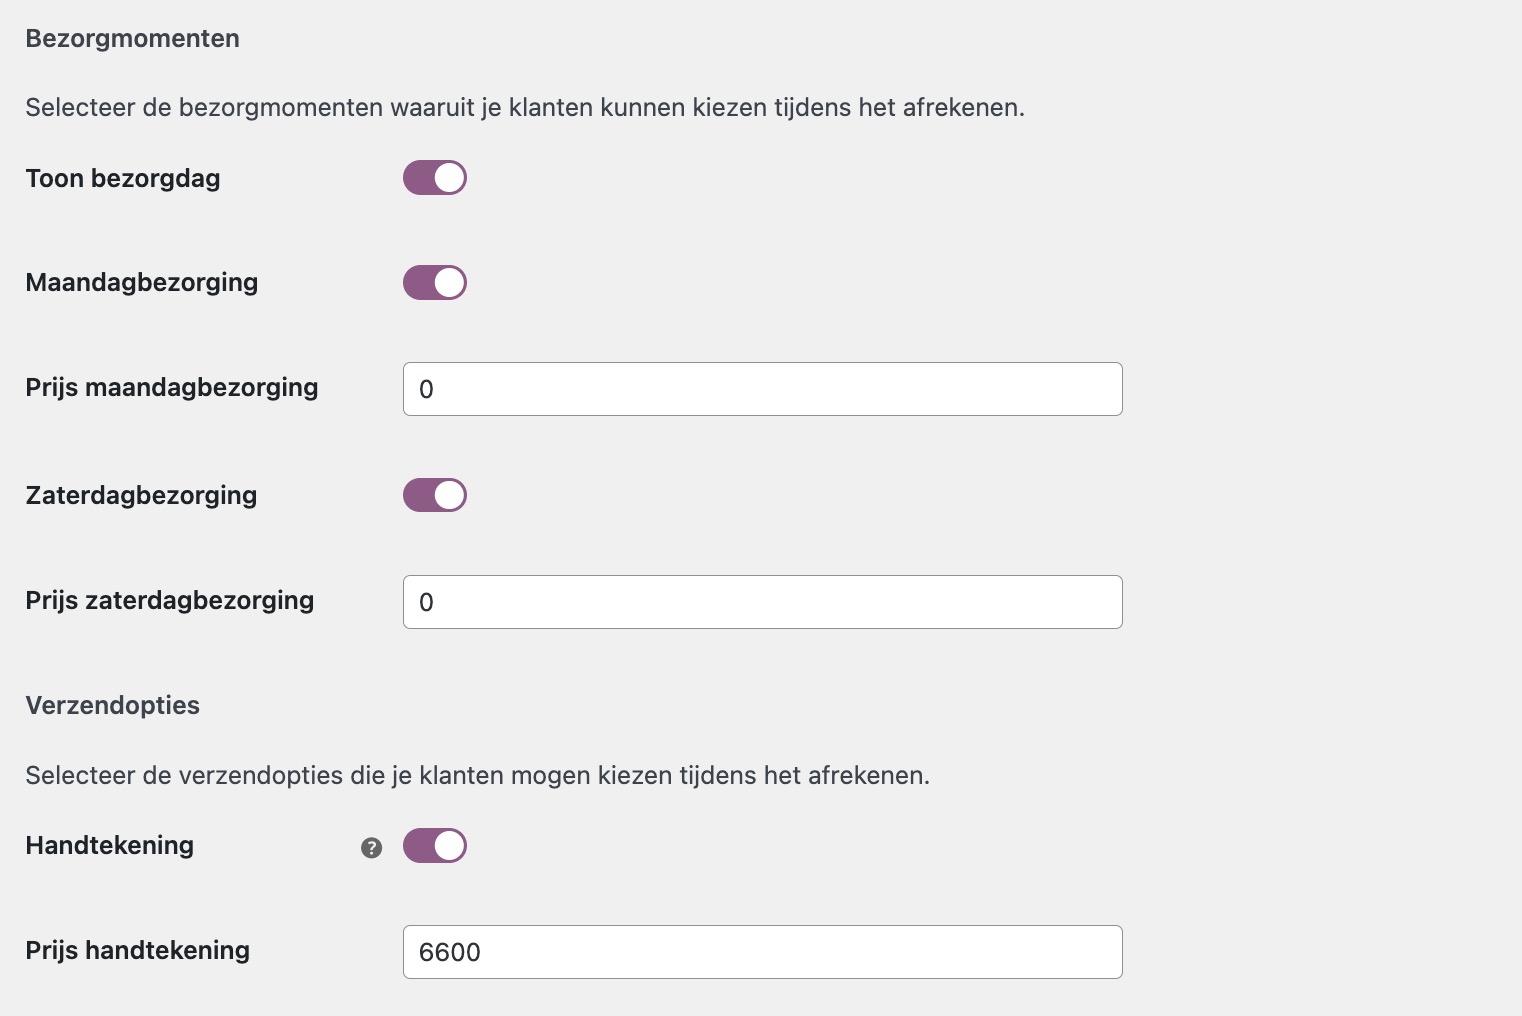 Bezorgmomenten
Selecteer de bezorgmomenten waaruit je klanten kunnen kiezen tijdens het afrekenen.
Toon bezorgdag
Maandagbezorging
Prijs maandagbezorging 0
Zaterdagbezorging
Prijs zaterdagbezorging 0
Verzendopties
Selecteer de verzendopties die je klanten mogen kiezen tijdens het afrekenen.
Handtekening ?
Prijs handtekening 6600